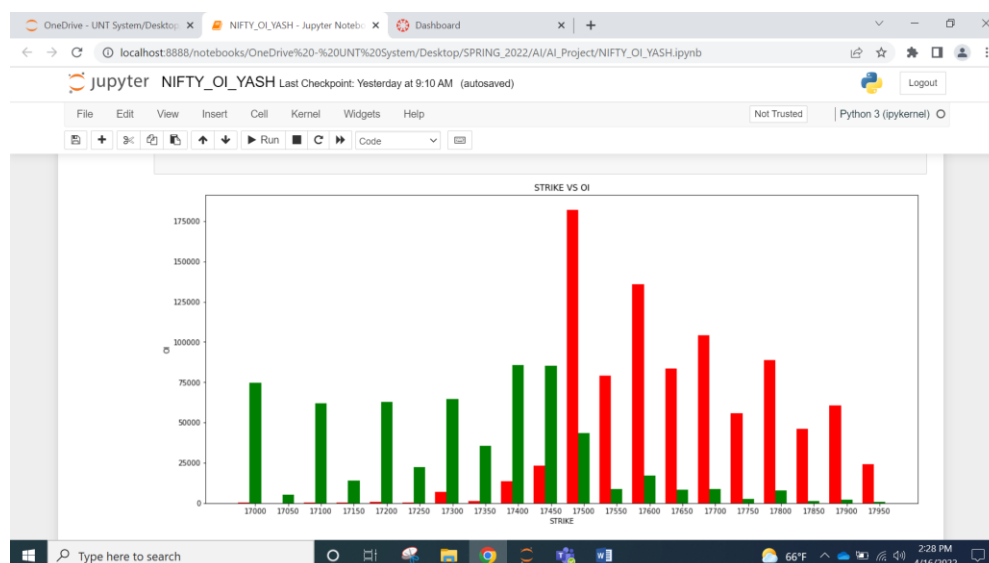 OneDrive - UNT System/Desktop
NIFTY_OI_YASH - Jupyter Notebo
Dashboard
localhost:8888/notebooks/OneDrive%20-%20UNT%20System/Desktop/SPRING_2022/AI/AI_Project/NIFTY_OI_YASH.ipynb
jupyter NIFTY_OI_YASH Last Checkpoint: Yesterday at 9:10 AM (autosaved)
Logout
File Edit View Insert Cell Kernel Widgets Help
Not Trusted
Python 3 (ipykernel)
Run
Code
STRIKE VS OI
175000
150000
125000
100000
75000
50000
25000
0
OI
17000 17050 17100 17150 17200 17250 17300 17350 17400 17450 17500 17550 17600 17650 17700 17750 17800 17850 17900 17950
STRIKE
Type here to search
66°F
2:28 PM
4/16/2022